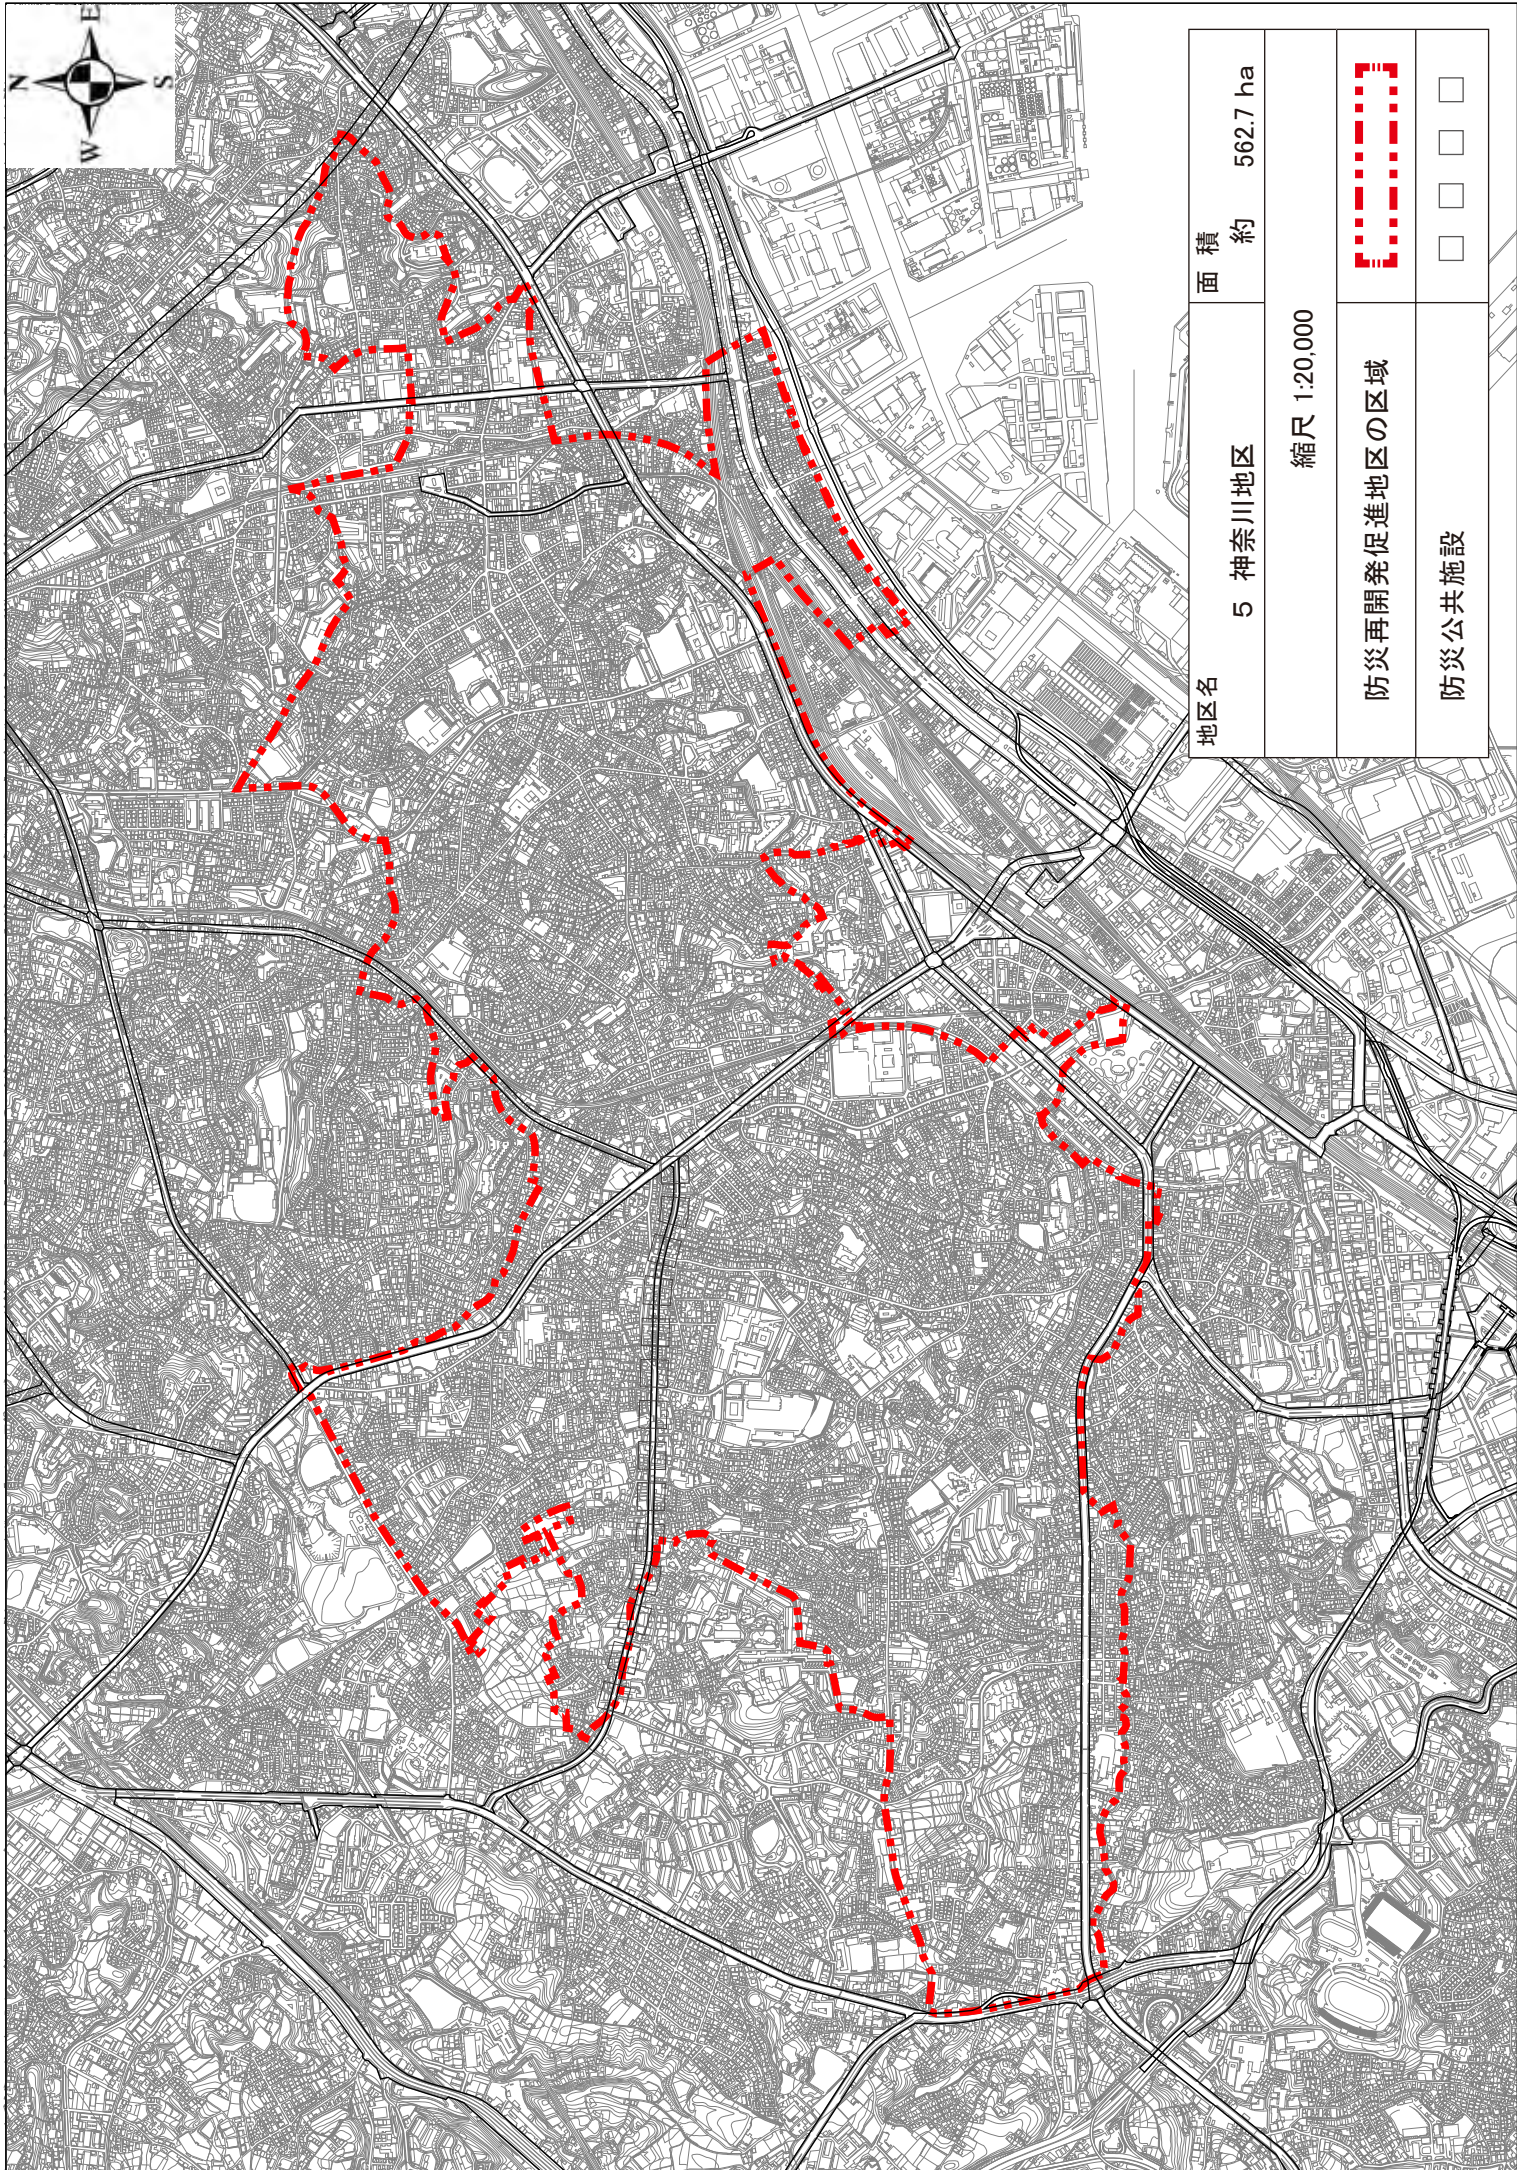 N
E
W
S
地区名
5 神奈川地区
面 積
約 562.7 ha
縮尺 1:20,000
防災再開発促進地区の区域
防災公共施設